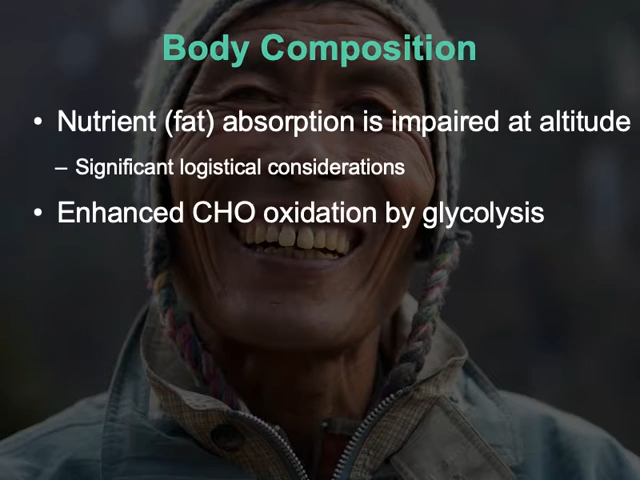 Body Composition
• Nutrient (fat) absorption is impaired at altitude
– Significant logistical considerations
• Enhanced CHO oxidation by glycolysis